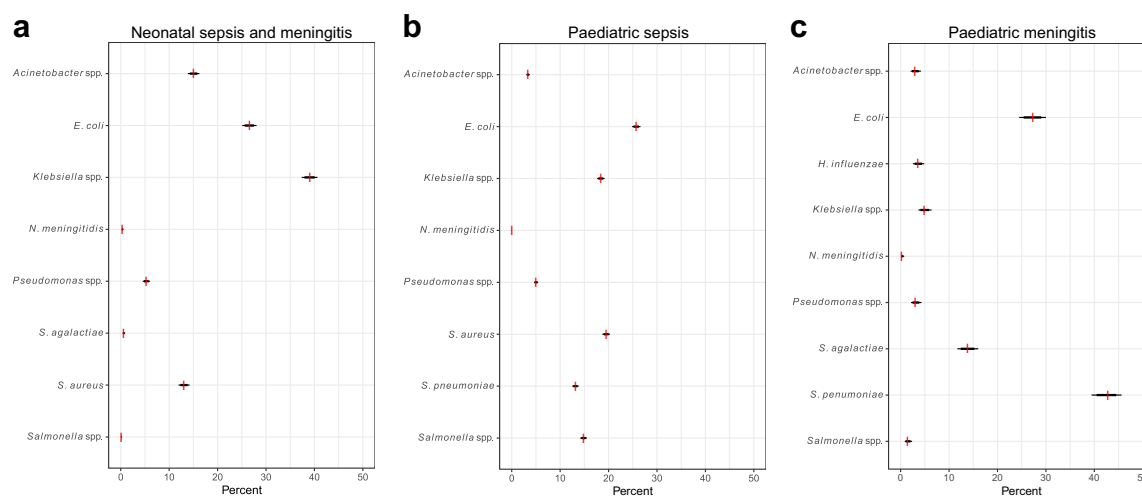 a
Neonatal sepsis and meningitis
Acinetobacter spp.
E. coli
Klebsiella spp.
N. meningitidis
Pseudomonas spp.
S. agalactiae
S. aureus
Salmonella spp.
0 10 20 30 40 50
Percent
b
Paediatric sepsis
Acinetobacter spp.
E. coli
Klebsiella spp.
N. meningitidis
Pseudomonas spp.
S. aureus
S. pneumoniae
Salmonella spp.
0 10 20 30 40 50
Percent
c
Paediatric meningitis
Acinetobacter spp.
E. coli
H. influenzae
Klebsiella spp.
N. meningitidis
Pseudomonas spp.
S. agalactiae
S. penumoniae
Salmonella spp.
0 10 20 30 40
Percent